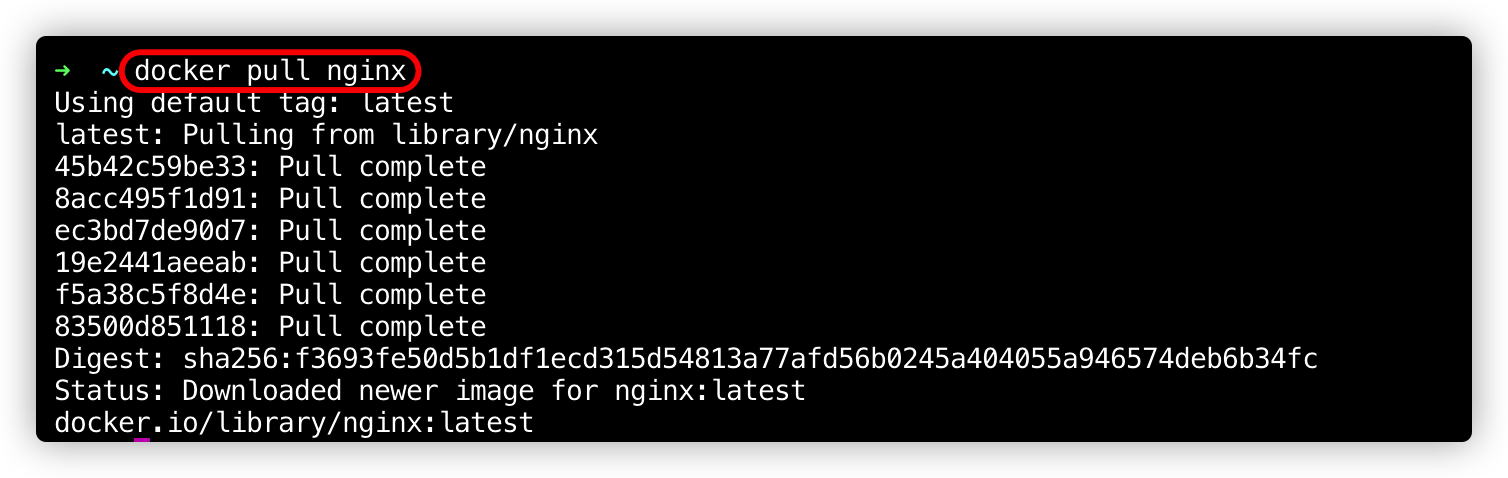 ➜ ~ docker pull nginx
Using default tag: latest
latest: Pulling from library/nginx
45b42c59be33: Pull complete
8acc495f1d91: Pull complete
ec3bd7de90d7: Pull complete
19e2441aeeab: Pull complete
f5a38c5f8d4e: Pull complete
83500d851118: Pull complete
Digest: sha256:f3693fe50d5b1df1ecd315d54813a77afd56b0245a404055a946574deb6b34fc
Status: Downloaded newer image for nginx:latest
docker.io/library/nginx:latest